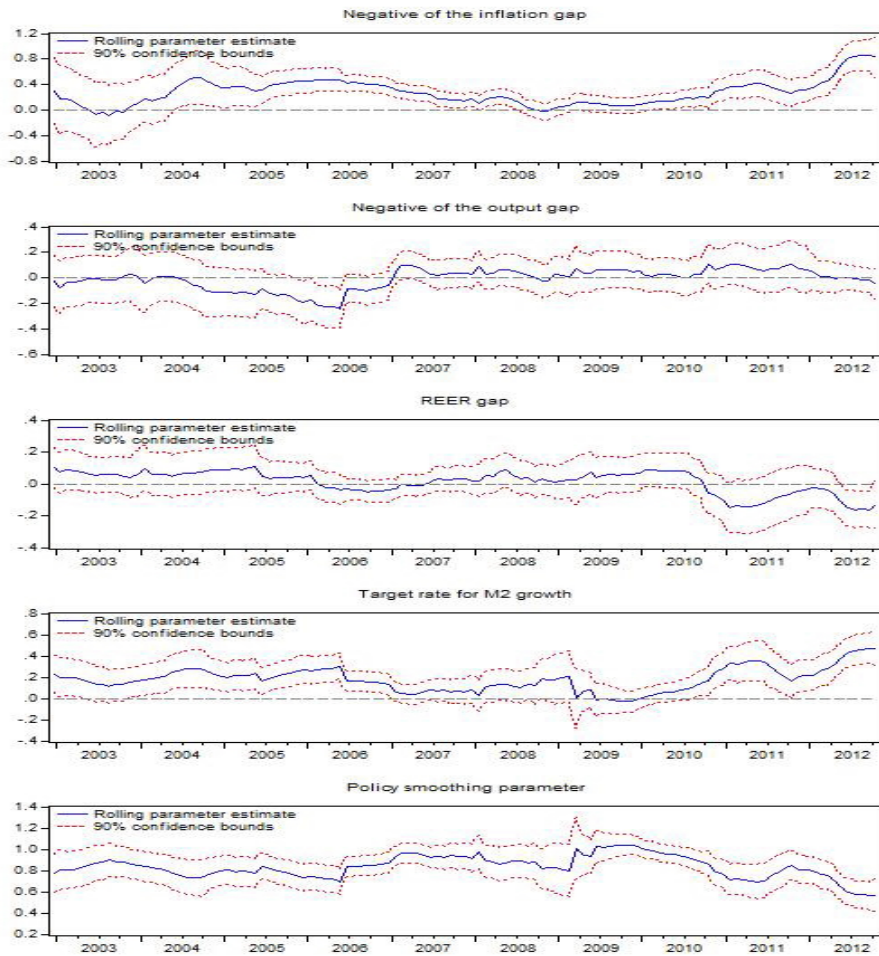 Negative of the inflation gap
1.2
0.8
0.4
0.0
-0.4
-0.8
Rolling parameter estimate
90% confidence bounds
2003 2004 2005 2006 2007 2008 2009 2010 2011 2012
Negative of the output gap
.4
.2
.0
-.2
-.4
-.6
Rolling parameter estimate
90% confidence bounds
2003 2004 2005 2006 2007 2008 2009 2010 2011 2012
REER gap
.4
.2
.0
-.2
-.4
Rolling parameter estimate
90% confidence bounds
2003 2004 2005 2006 2007 2008 2009 2010 2011 2012
Target rate for M2 growth
.8
.6
.4
.2
.0
-.2
-.4
Rolling parameter estimate
90% confidence bounds
2003 2004 2005 2006 2007 2008 2009 2010 2011 2012
Policy smoothing parameter
1.4
1.2
1.0
0.8
0.6
0.4
0.2
Rolling parameter estimate
90% confidence bounds
2003 2004 2005 2006 2007 2008 2009 2010 2011 2012